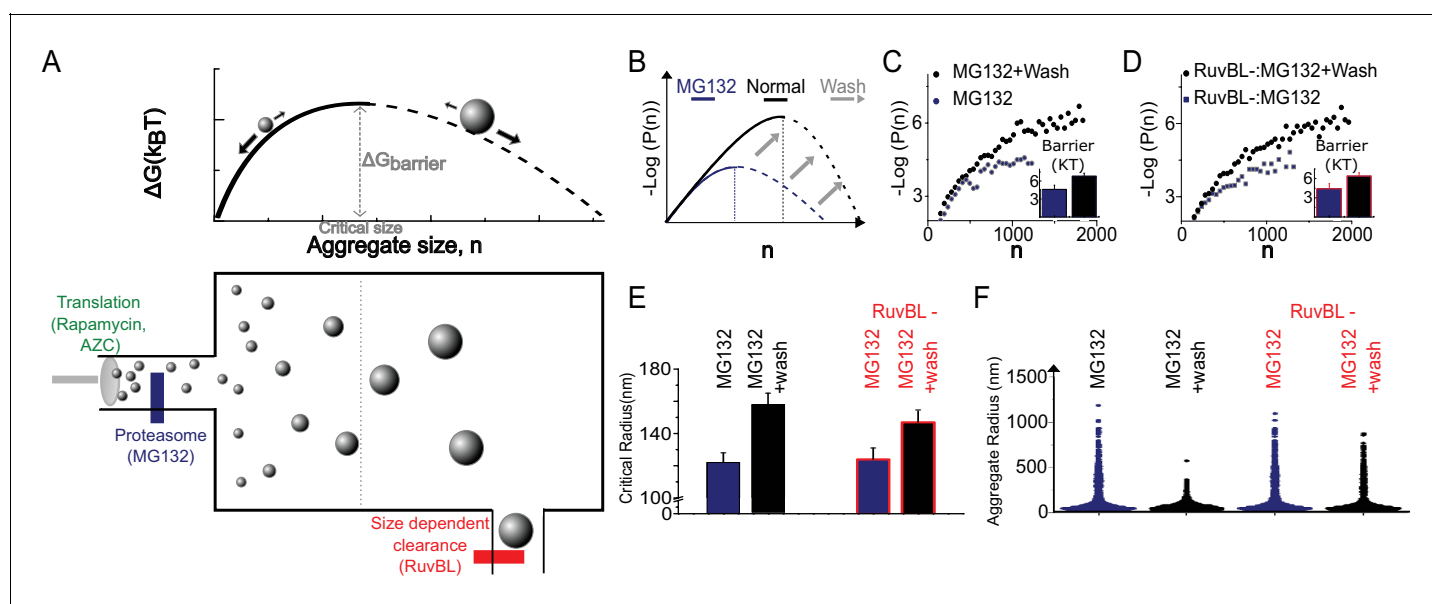 A
ΔG(kBT)
ΔGbarrier
Critical size
Aggregate size, n
Translation
(Rapamycin,
AZC)
Proteasome
(MG132)
Size dependent
clearance
(RuvBL)
B
MG132 Normal Wash
-Log (P(n))
n
C
MG132+Wash
MG132
-Log (P(n))
6
3
Barrier
(KT)
6
3
0 1000 2000
n
D
RuvBL-:MG132+Wash
RuvBL-:MG132
-Log (P(n))
6
3
Barrier
(KT)
6
3
0 1000 2000
n
E
RuvBL -
MG132
MG132
+wash
MG132
MG132
+wash
Critical Radius(nm)
180
140
100
0
F
RuvBL -
MG132
MG132
+wash
MG132
MG132
+wash
Aggregate Radius (nm)
1500
1000
500
0